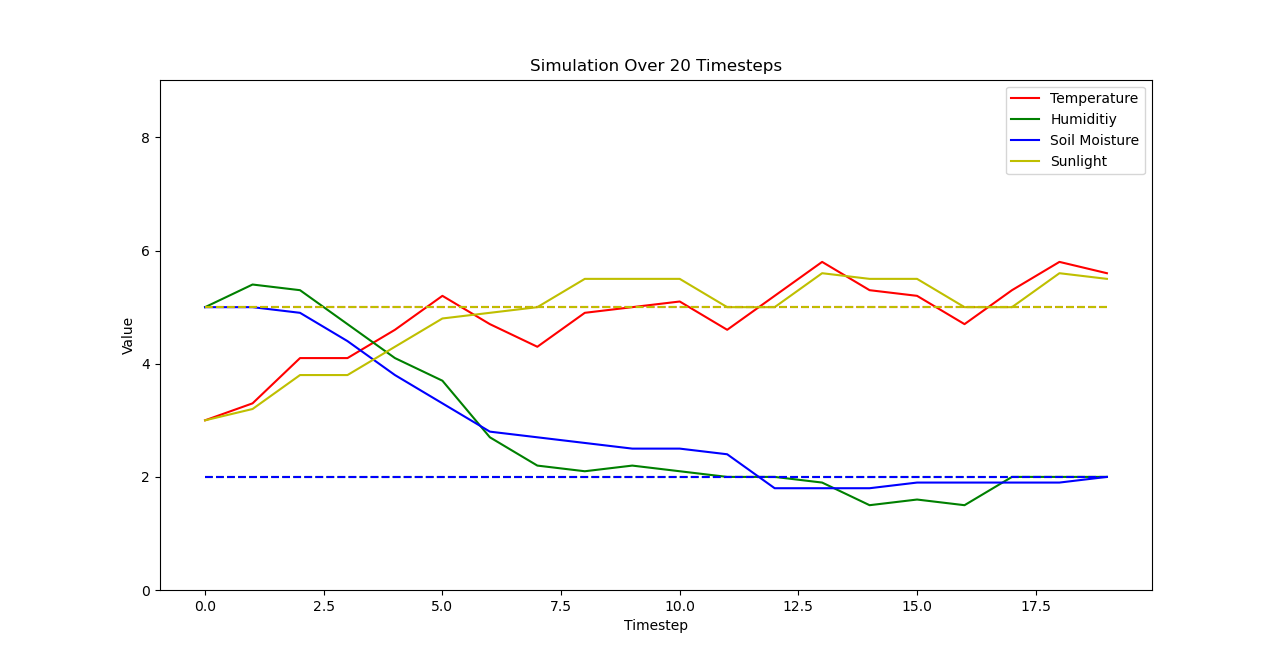 Simulation Over 20 Timesteps
Temperature
Humiditiy
Soil Moisture
Sunlight
Value
8
6
4
2
0
0.0 2.5 5.0 7.5 10.0 12.5 15.0 17.5
Timestep